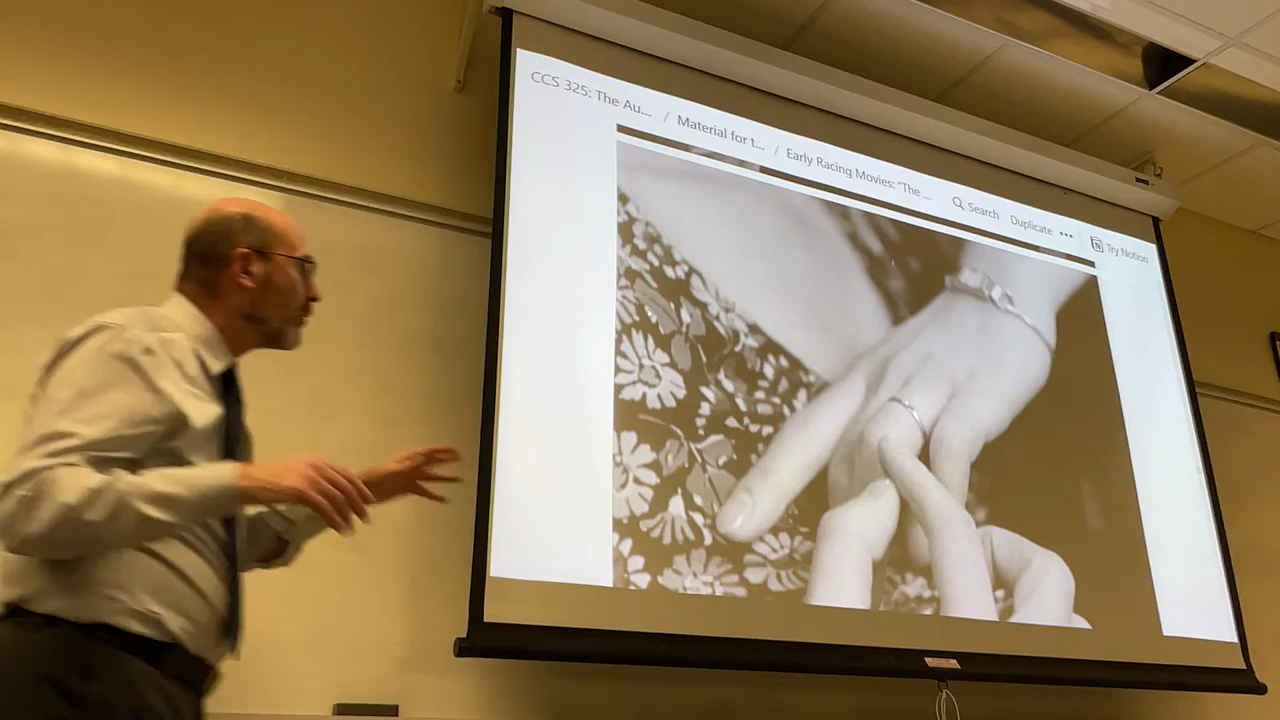 CCS 325: The Au... / Material for t... / Early Racing Movies: "The ... Search Duplicate ••• Try Notion